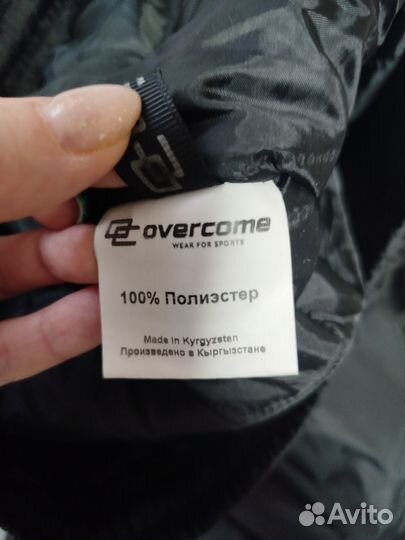 overcome
WEAR FOR SPORTS
100% Полиэстер
Made in Kyrgyzstan
Произведено в Кыргызстане
Avito